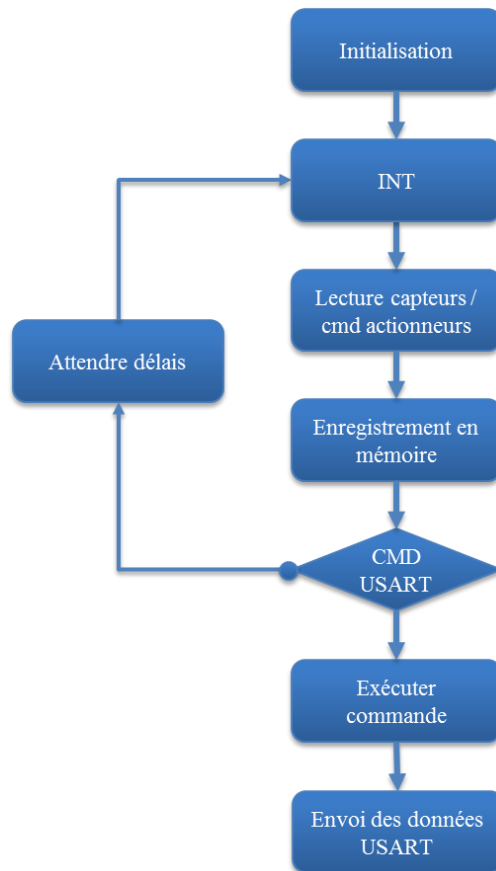 Initialisation
INT
Lecture capteurs /
cmd actionneurs
Attendre délais
Enregistrement en
mémoire
CMD
USART
Exécuter
commande
Envoi des données
USART